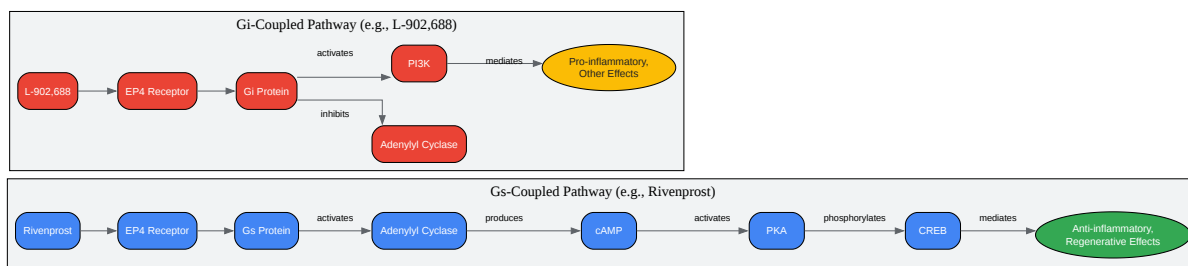 Gi-Coupled Pathway (e.g., L-902,688)
activates
PI3K
mediates
Pro-inflammatory,
Other Effects
L-902,688
EP4 Receptor
Gi Protein
inhibits
Adenylyl Cyclase
Gs-Coupled Pathway (e.g., Rivenprost)
Rivenprost
EP4 Receptor
Gs Protein
activates
Adenylyl Cyclase
produces
cAMP
activates
PKA
phosphorylates
CREB
mediates
Anti-inflammatory,
Regenerative Effects